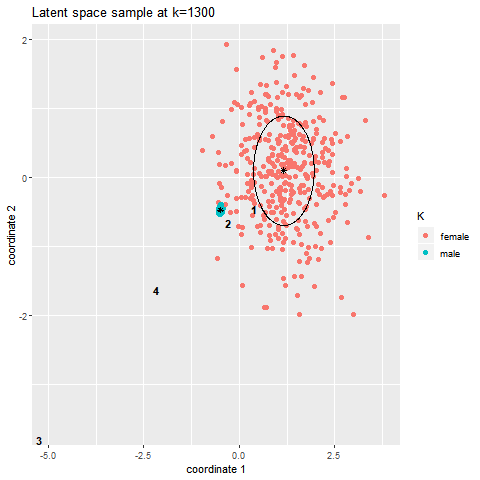 Latent space sample at k=1300
2
0
-2
coordinate 2
1
2
4
3
-5.0
-2.5
0.0
2.5
coordinate 1
K
female
male